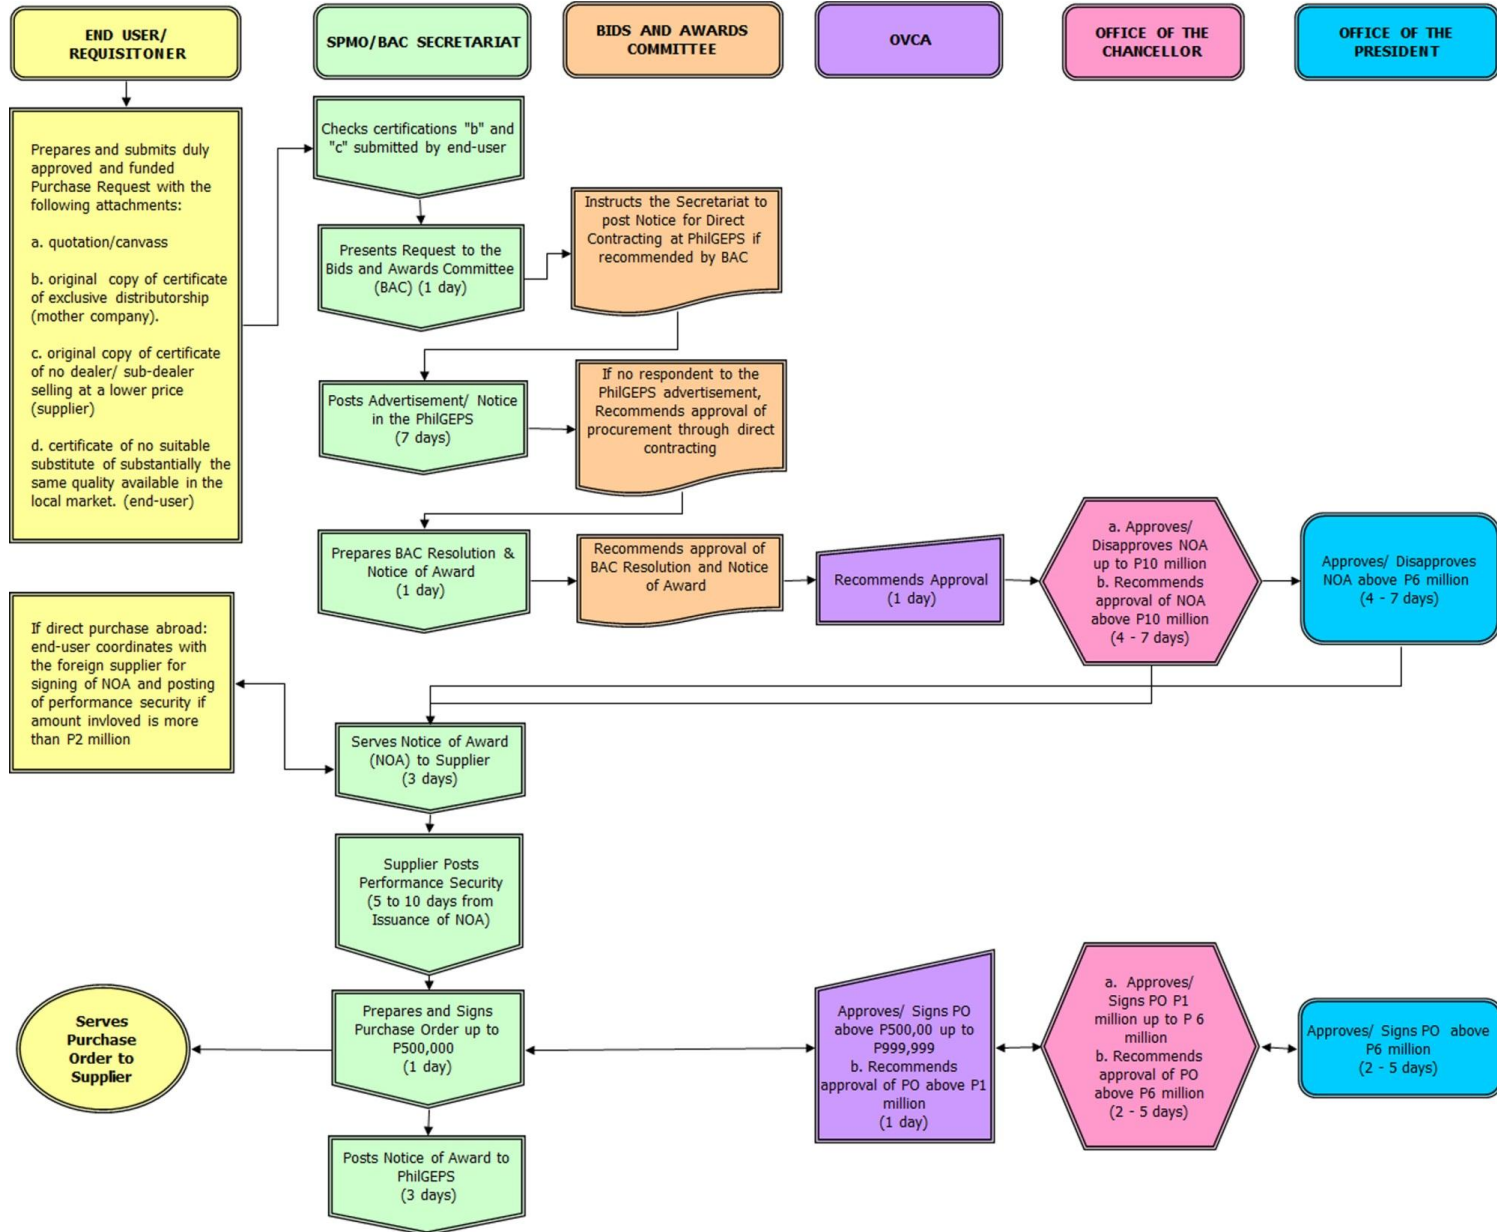 END USER/
REQUISITONER
SPMO/BAC SECRETARIAT
BIDS AND AWARDS
COMMITTEE
OVCA
OFFICE OF THE
CHANCELLOR
OFFICE OF THE
PRESIDENT
Prepares and submits duly
approved and funded
Purchase Request with the
following attachments:
a. quotation/canvass
b. original copy of certificate
of exclusive distributorship
(mother company).
c. original copy of certificate
of no dealer/ sub-dealer
selling at a lower price
(supplier)
d. certificate of no suitable
substitute of substantially the
same quality available in the
local market. (end-user)
Checks certifications "b" and
"c" submitted by end-user
Presents Request to the
Bids and Awards Committee
(BAC) (1 day)
Instructs the Secretariat to
post Notice for Direct
Contracting at PhilGEPS if
recommended by BAC
Posts Advertisement/ Notice
in the PhilGEPS
(7 days)
If no respondent to the
PhilGEPS advertisement,
Recommends approval of
procurement through direct
contracting
Prepares BAC Resolution &
Notice of Award
(1 day)
Recommends approval of
BAC Resolution and Notice
of Award
Recommends Approval
(1 day)
a. Approves/
Disapproves NOA
up to P10 million
b. Recommends
approval of NOA
above P10 million
(4 - 7 days)
Approves/ Disapproves
NOA above P6 million
(4 - 7 days)
If direct purchase abroad:
end-user coordinates with
the foreign supplier for
signing of NOA and posting
of performance security if
amount invloved is more
than P2 million
Serves Notice of Award
(NOA) to Supplier
(3 days)
Supplier Posts
Performance Security
(5 to 10 days from
Issuance of NOA)
Serves
Purchase
Order to
Supplier
Prepares and Signs
Purchase Order up to
P500,000
(1 day)
Approves/ Signs PO
above P500,00 up to
P999,999
b. Recommends
approval of PO above P1
million
(1 day)
a. Approves/
Signs PO P1
million up to P 6
million
b. Recommends
approval of PO
above P6 million
(2 - 5 days)
Approves/ Signs PO above
P6 million
(2 - 5 days)
Posts Notice of Award to
PhilGEPS
(3 days)